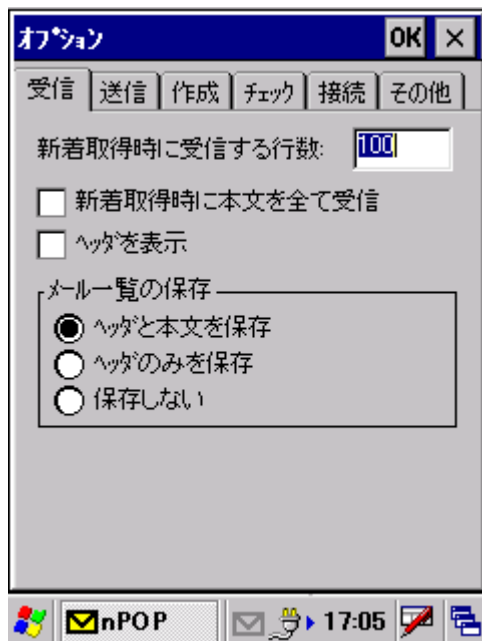 オプション OK ×
受信 送信 作成 チェック 接続 その他
新着取得時に受信する行数: 100
新着取得時に本文を全て受信
ヘッダを表示
メール一覧の保存
ヘッダと本文を保存
ヘッダのみを保存
保存しない
nPOP 17:05